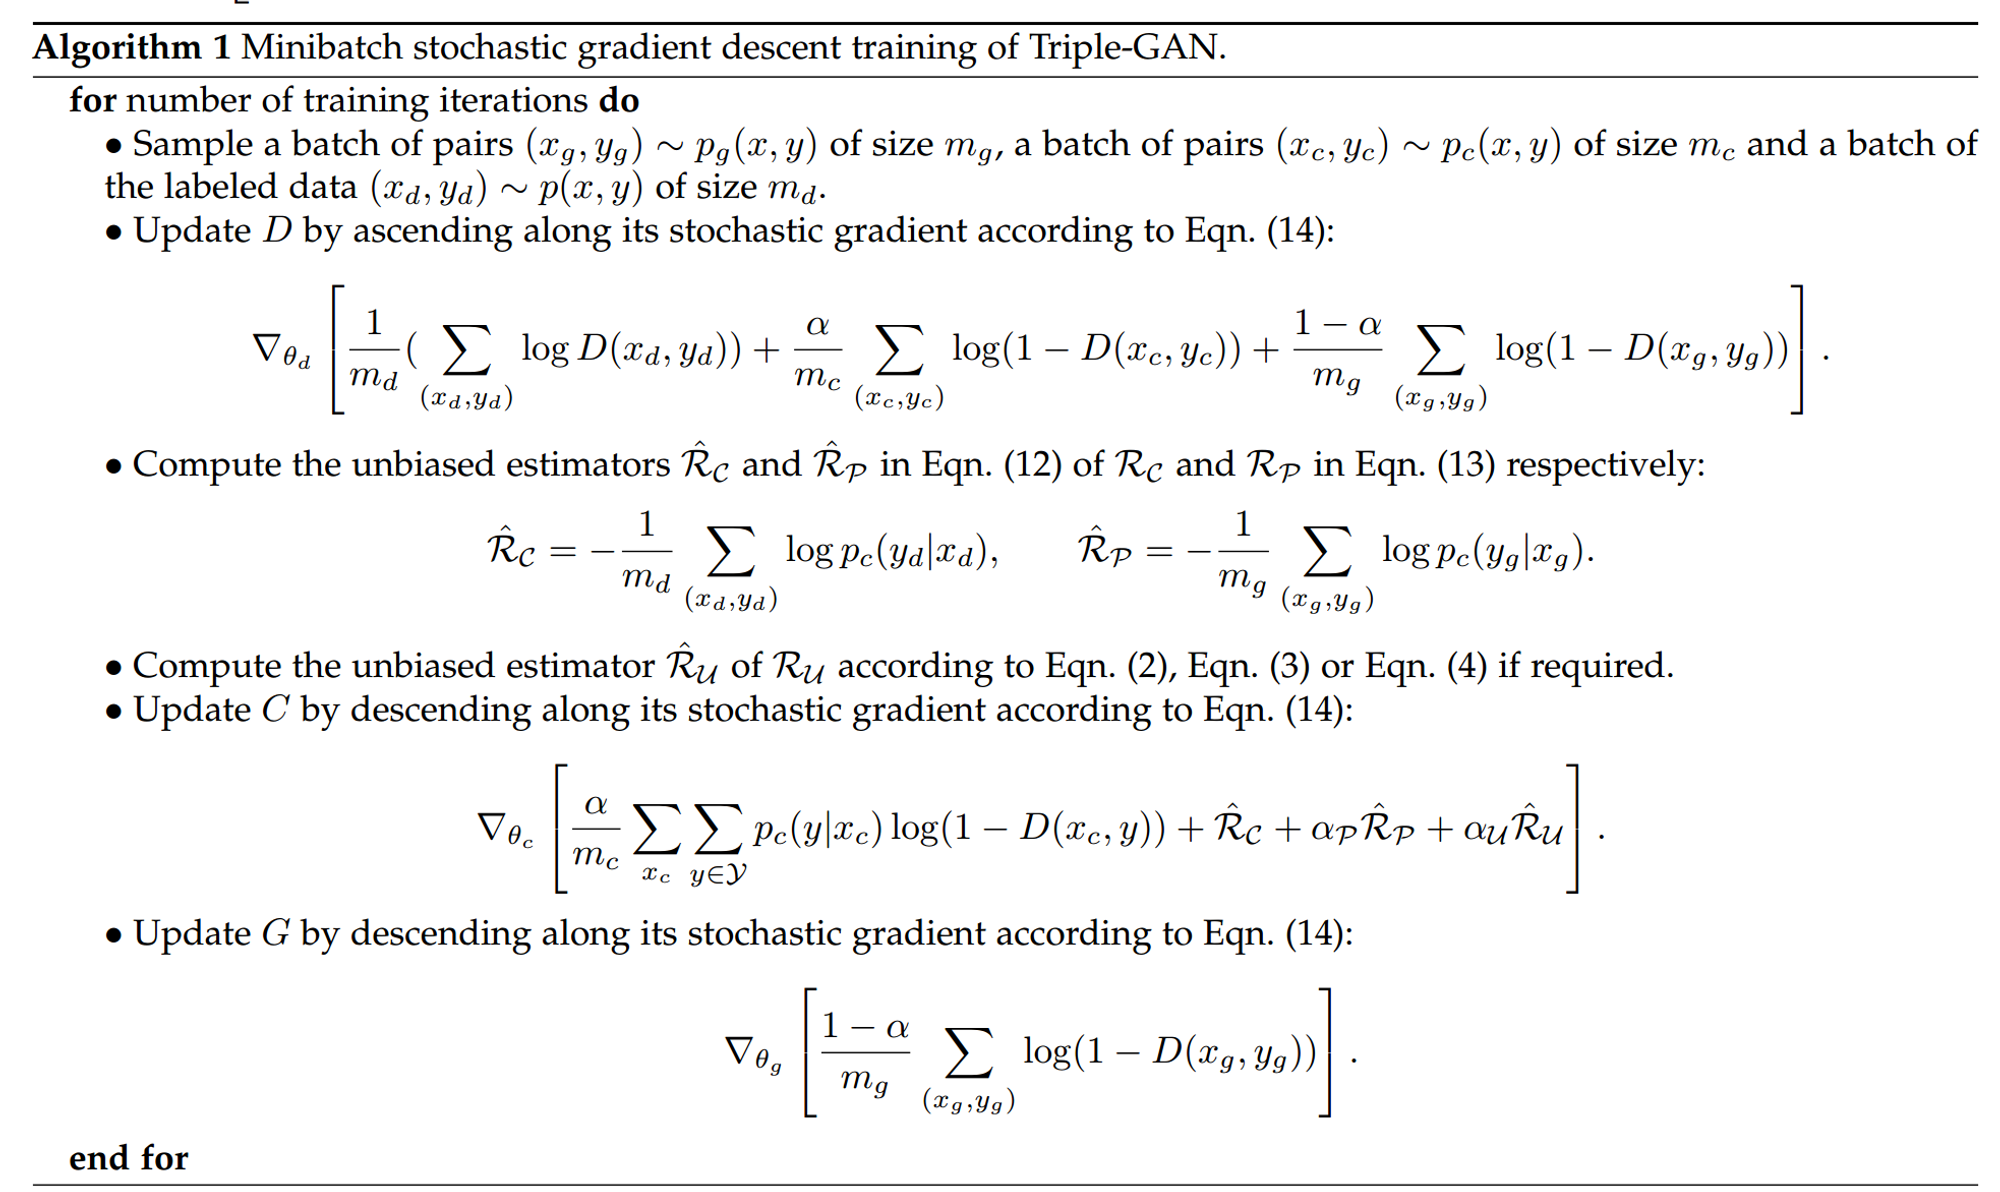 Algorithm 1 Minibatch stochastic gradient descent training of Triple-GAN.
for number of training iterations do
• Sample a batch of pairs $(x_g, y_g) \sim p_g(x, y)$ of size $m_g$, a batch of pairs $(x_c, y_c) \sim p_c(x, y)$ of size $m_c$ and a batch of
the labeled data $(x_d, y_d) \sim p(x, y)$ of size $m_d$.
• Update $D$ by ascending along its stochastic gradient according to Eqn. (14):
$\nabla_{\theta_d} \left[ \frac{1}{m_d} ( \sum_{(x_d, y_d)} \log D(x_d, y_d)) + \frac{\alpha}{m_c} \sum_{(x_c, y_c)} \log(1 - D(x_c, y_c)) + \frac{1 - \alpha}{m_g} \sum_{(x_g, y_g)} \log(1 - D(x_g, y_g)) \right].$
• Compute the unbiased estimators $\hat{\mathcal{R}}_{\mathcal{C}}$ and $\hat{\mathcal{R}}_{\mathcal{P}}$ in Eqn. (12) of $\mathcal{R}_{\mathcal{C}}$ and $\mathcal{R}_{\mathcal{P}}$ in Eqn. (13) respectively:
$\hat{\mathcal{R}}_{\mathcal{C}} = -\frac{1}{m_d} \sum_{(x_d, y_d)} \log p_c(y_d|x_d), \qquad \hat{\mathcal{R}}_{\mathcal{P}} = -\frac{1}{m_g} \sum_{(x_g, y_g)} \log p_c(y_g|x_g).$
• Compute the unbiased estimator $\hat{\mathcal{R}}_{\mathcal{U}}$ of $\mathcal{R}_{\mathcal{U}}$ according to Eqn. (2), Eqn. (3) or Eqn. (4) if required.
• Update $C$ by descending along its stochastic gradient according to Eqn. (14):
$\nabla_{\theta_c} \left[ \frac{\alpha}{m_c} \sum_{x_c} \sum_{y \in \mathcal{Y}} p_c(y|x_c) \log(1 - D(x_c, y)) + \hat{\mathcal{R}}_{\mathcal{C}} + \alpha_{\mathcal{P}} \hat{\mathcal{R}}_{\mathcal{P}} + \alpha_{\mathcal{U}} \hat{\mathcal{R}}_{\mathcal{U}} \right].$
• Update $G$ by descending along its stochastic gradient according to Eqn. (14):
$\nabla_{\theta_g} \left[ \frac{1 - \alpha}{m_g} \sum_{(x_g, y_g)} \log(1 - D(x_g, y_g)) \right].$
end for